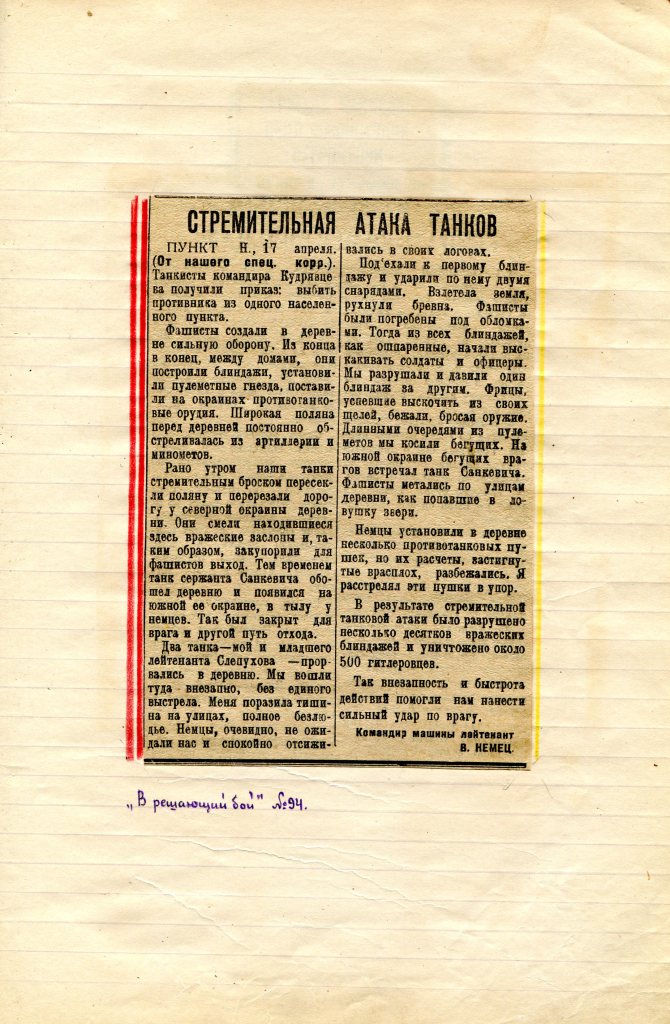 СТРЕМИТЕЛЬНАЯ АТАКА ТАНКОВ
ПУНКТ Н., 17 апреля.
(От нашего спец. корр.).
Танкисты командира Кудрявце
ва получили приказ: выбить
противника из одного населен-
ного пункта.
Фашисты создали в дерев-
не сильную оборону. Из конца
в конец, между домами, они
построили блиндажи, установи-
ли пулеметные гнезда, постави-
ли на окраинах противотанко-
вые орудия. Широкая поляна
перед деревней постоянно об-
стреливалась из артиллерии и
минометов.
Рано утром наши танки
стремительным броском пересек-
ли поляну и перерезали доро-
гу у северной окраины дерев-
ни. Они смели находившиеся
здесь вражеские заслоны и, та-
ким образом, закупорили для
фашистов выход. Тем временем
танк сержанта Санкевича обо-
шел деревню и появился на
южной ее окраине, в тылу у
немцев. Так был закрыт для
врага и другой путь отхода.
Два танка—мой и младшего
лейтенанта Слепухова —прор-
вались в деревню. Мы вошли
туда внезапно, без единого
выстрела. Меня поразила тиши-
на на улицах, полное безлю-
дье. Немцы, очевидно, не ожи-
дали нас и спокойно отсижи-
вались в своих логовах.
Под'ехали к первому блин-
дажу и ударили по нему двумя
снарядами. Взлетела земля,
рухнули бревна. Фашисты
были погребены под обломка-
ми. Тогда из всех блиндажей,
как ошпаренные, начали выс-
какивать солдаты и офицеры.
Мы разрушали и давили один
блиндаж за другим. Фрицы,
успевшие выскочить из своих
щелей, бежали, бросая оружие.
Длинными очередями из пуле-
метов мы косили бегущих. На
южной окраине бегущих вра-
гов встречал танк Санкевича.
Фашисты метались по улицам
деревни, как попавшие в ло-
вушку звери.
Немцы установили в деревне
несколько противотанковых пу-
шек, но их расчеты, застигну-
тые врасплох, разбежались. Я
расстрелял эти пушки в упор.
В результате стремительной
танковой атаки было разрушено
несколько десятков вражеских
блиндажей и уничтожено около
500 гитлеровцев.
Так внезапность и быстрота
действий помогли нам нанести
сильный удар по врагу.
Командир машины лейтенант
В. НЕМЕЦ.
„В решающий бой" №94.